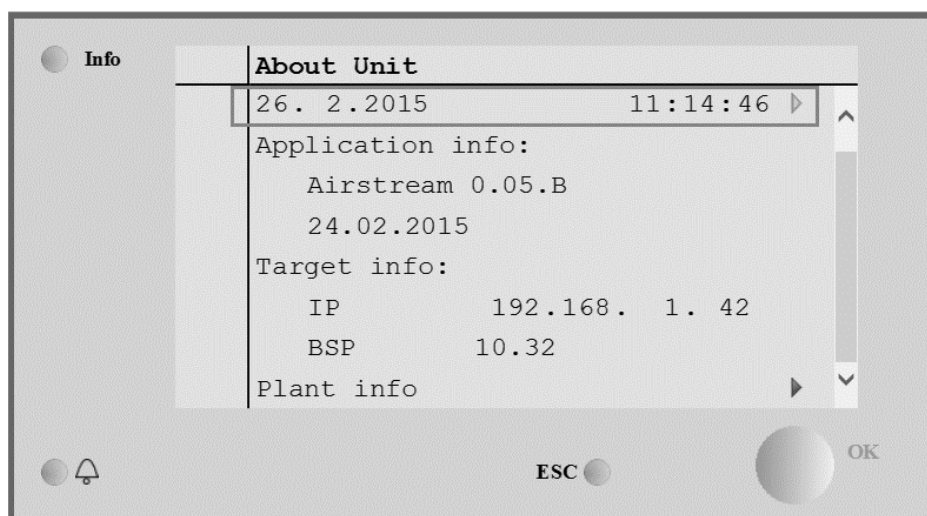 Info
About Unit
26. 2.2015 11:14:46
Application info:
Airstream 0.05.B
24.02.2015
Target info:
IP 192.168. 1. 42
BSP 10.32
Plant info
ESC
OK